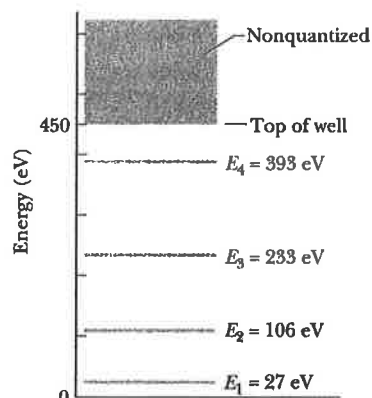 Nonquantized
450
Top of well
E4 = 393 eV
Energy (eV)
E3 = 233 eV
E2 = 106 eV
E1 = 27 eV
0